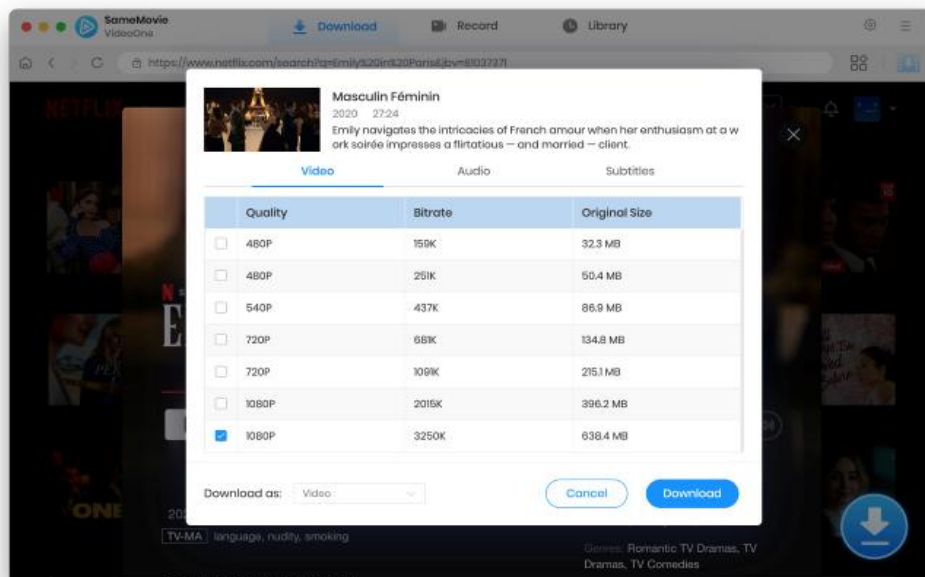 SameMovie
VideoOne
Download
Record
Library
https://www.netflix.com/search?q=Emily%20in%20Paris&jbv=81037371
NETFLIX
Masculin Féminin
2020 27:24
Emily navigates the intricacies of French amour when her enthusiasm at a w
ork soirée impresses a flirtatious — and married — client.
Video Audio Subtitles
Quality Bitrate Original Size
480P 159K 32.3 MB
480P 251K 50.4 MB
540P 437K 86.9 MB
720P 681K 134.8 MB
720P 1091K 215.1 MB
1080P 2015K 396.2 MB
1080P 3250K 638.4 MB
Download as: Video
Cancel
Download
TV-MA language, nudity, smoking
Genres: Romantic TV Dramas, TV
Dramas, TV Comedies